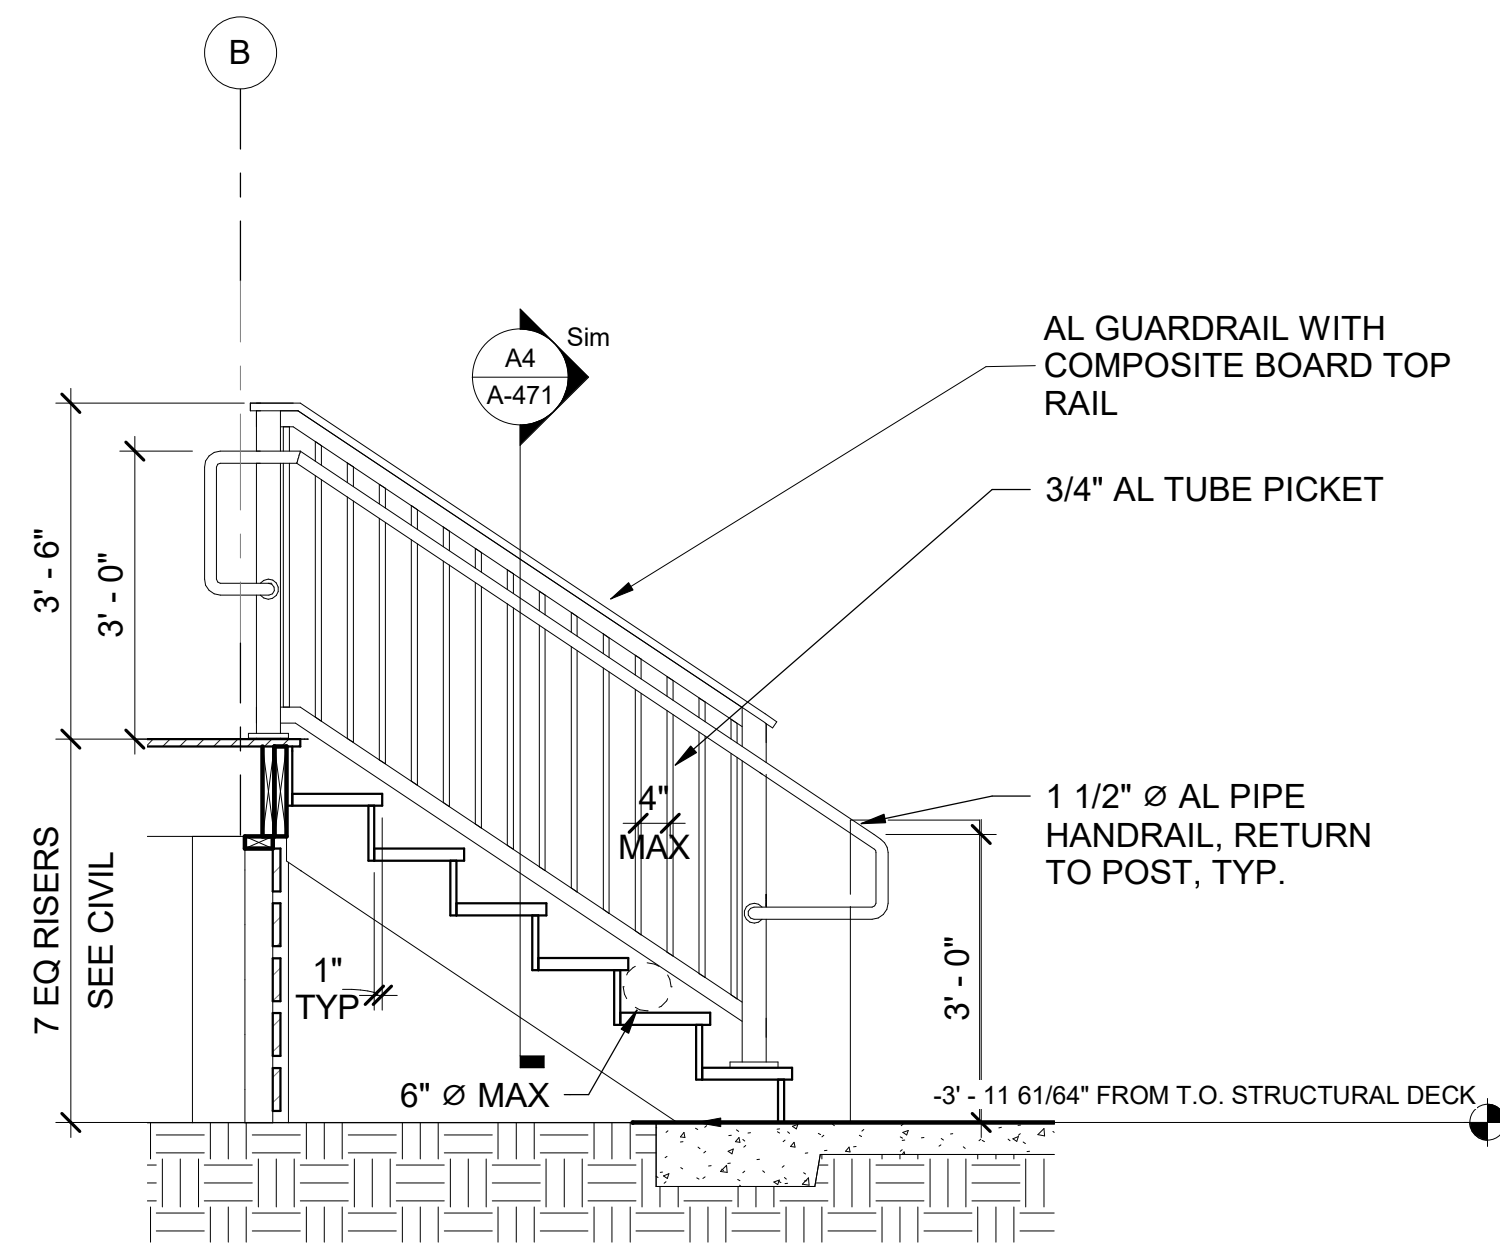 B
A4
A-471
Sim
AL GUARDRAIL WITH
COMPOSITE BOARD TOP
RAIL
3/4" AL TUBE PICKET
3' - 6"
3' - 0"
4"
MAX
1 1/2" Ø AL PIPE
HANDRAIL, RETURN
TO POST, TYP.
7 EQ RISERS
SEE CIVIL
1"
TYP
3' - 0"
6" Ø MAX
-3' - 11 61/64" FROM T.O. STRUCTURAL DECK